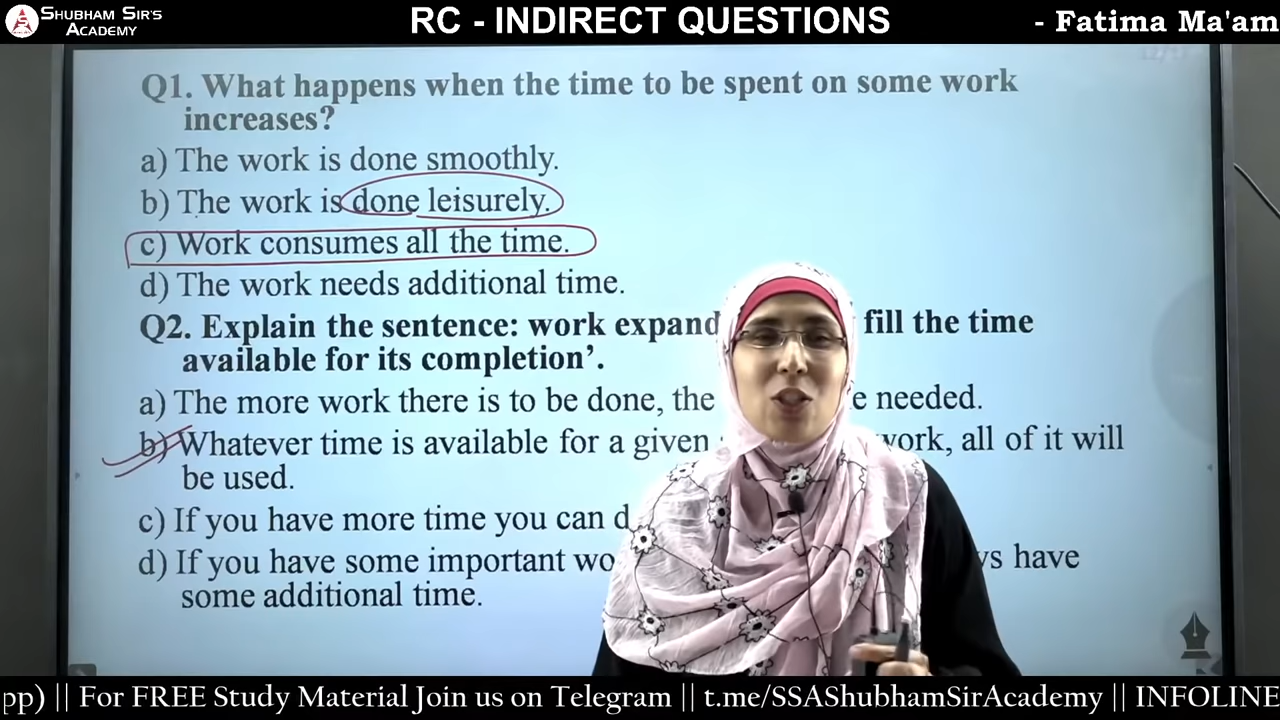 SHUBHAM SIR'S
ACADEMY
RC - INDIRECT QUESTIONS
- Fatima Ma'am
Q1. What happens when the time to be spent on some work
increases?
a) The work is done smoothly.
b) The work is done leisurely.
c) Work consumes all the time.
d) The work needs additional time.
Q2. Explain the sentence: work expand fill the time
available for its completion’.
a) The more work there is to be done, the needed.
b) Whatever time is available for a given work, all of it will
be used.
c) If you have more time you can
d) If you have some important have
some additional time.
pp) || For FREE Study Material Join us on Telegram || t.me/SSAShubhamSirAcademy || INFOLINE